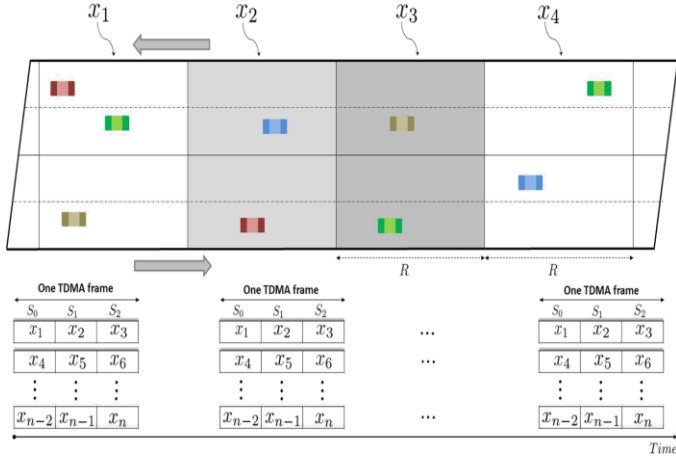 x₁ x₂ x₃ x₄
R R
One TDMA frame One TDMA frame One TDMA frame
S₀ S₁ S₂ S₀ S₁ S₂ S₀ S₁ S₂
x₁ x₂ x₃ x₁ x₂ x₃ ... x₁ x₂ x₃
x₄ x₅ x₆ x₄ x₅ x₆ ... x₄ x₅ x₆
⋮ ⋮ ⋮ ⋮ ⋮ ⋮ ⋮ ⋮ ⋮
xₙ₋₂ xₙ₋₁ xₙ xₙ₋₂ xₙ₋₁ xₙ ... xₙ₋₂ xₙ₋₁ xₙ
Time